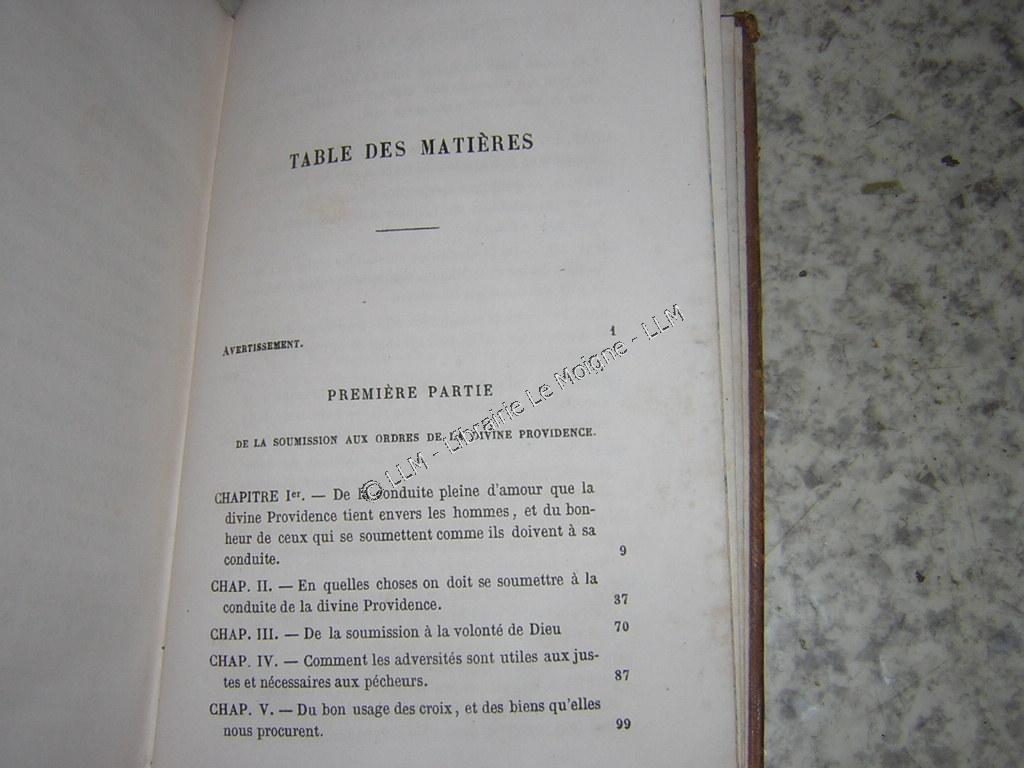 TABLE DES MATIÈRES
AVERTISSEMENT. 1
PREMIÈRE PARTIE
DE LA SOUMISSION AUX ORDRES DE LA DIVINE PROVIDENCE.
© LLM - Librairie Le Moigne - LLM
CHAPITRE Ier. — De la conduite pleine d'amour que la
divine Providence tient envers les hommes, et du bon-
heur de ceux qui se soumettent comme ils doivent à sa
conduite. 9
CHAP. II. — En quelles choses on doit se soumettre à la
conduite de la divine Providence. 37
CHAP. III. — De la soumission à la volonté de Dieu 70
CHAP. IV. — Comment les adversités sont utiles aux jus-
tes et nécessaires aux pécheurs. 87
CHAP. V. — Du bon usage des croix, et des biens qu'elles
nous procurent. 99